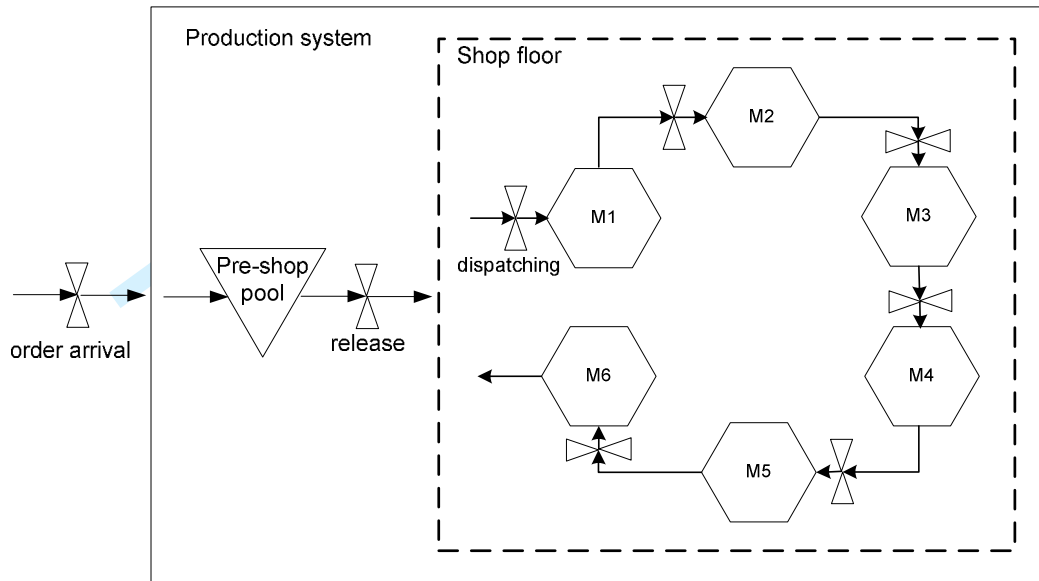 Production system
Shop floor
M1
M2
M3
dispatching
Pre-shop
pool
order arrival
release
M6
M4
M5